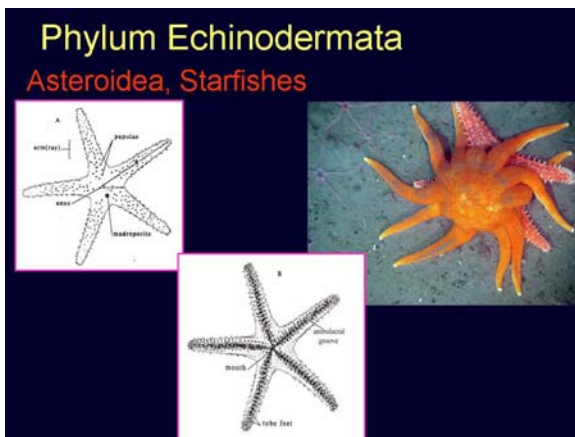 Phylum Echinodermata
Asteroidea, Starfishes
A
papulae
arm(ray)
anus
madreporite
B
ambulacral
groove
mouth
tube feet